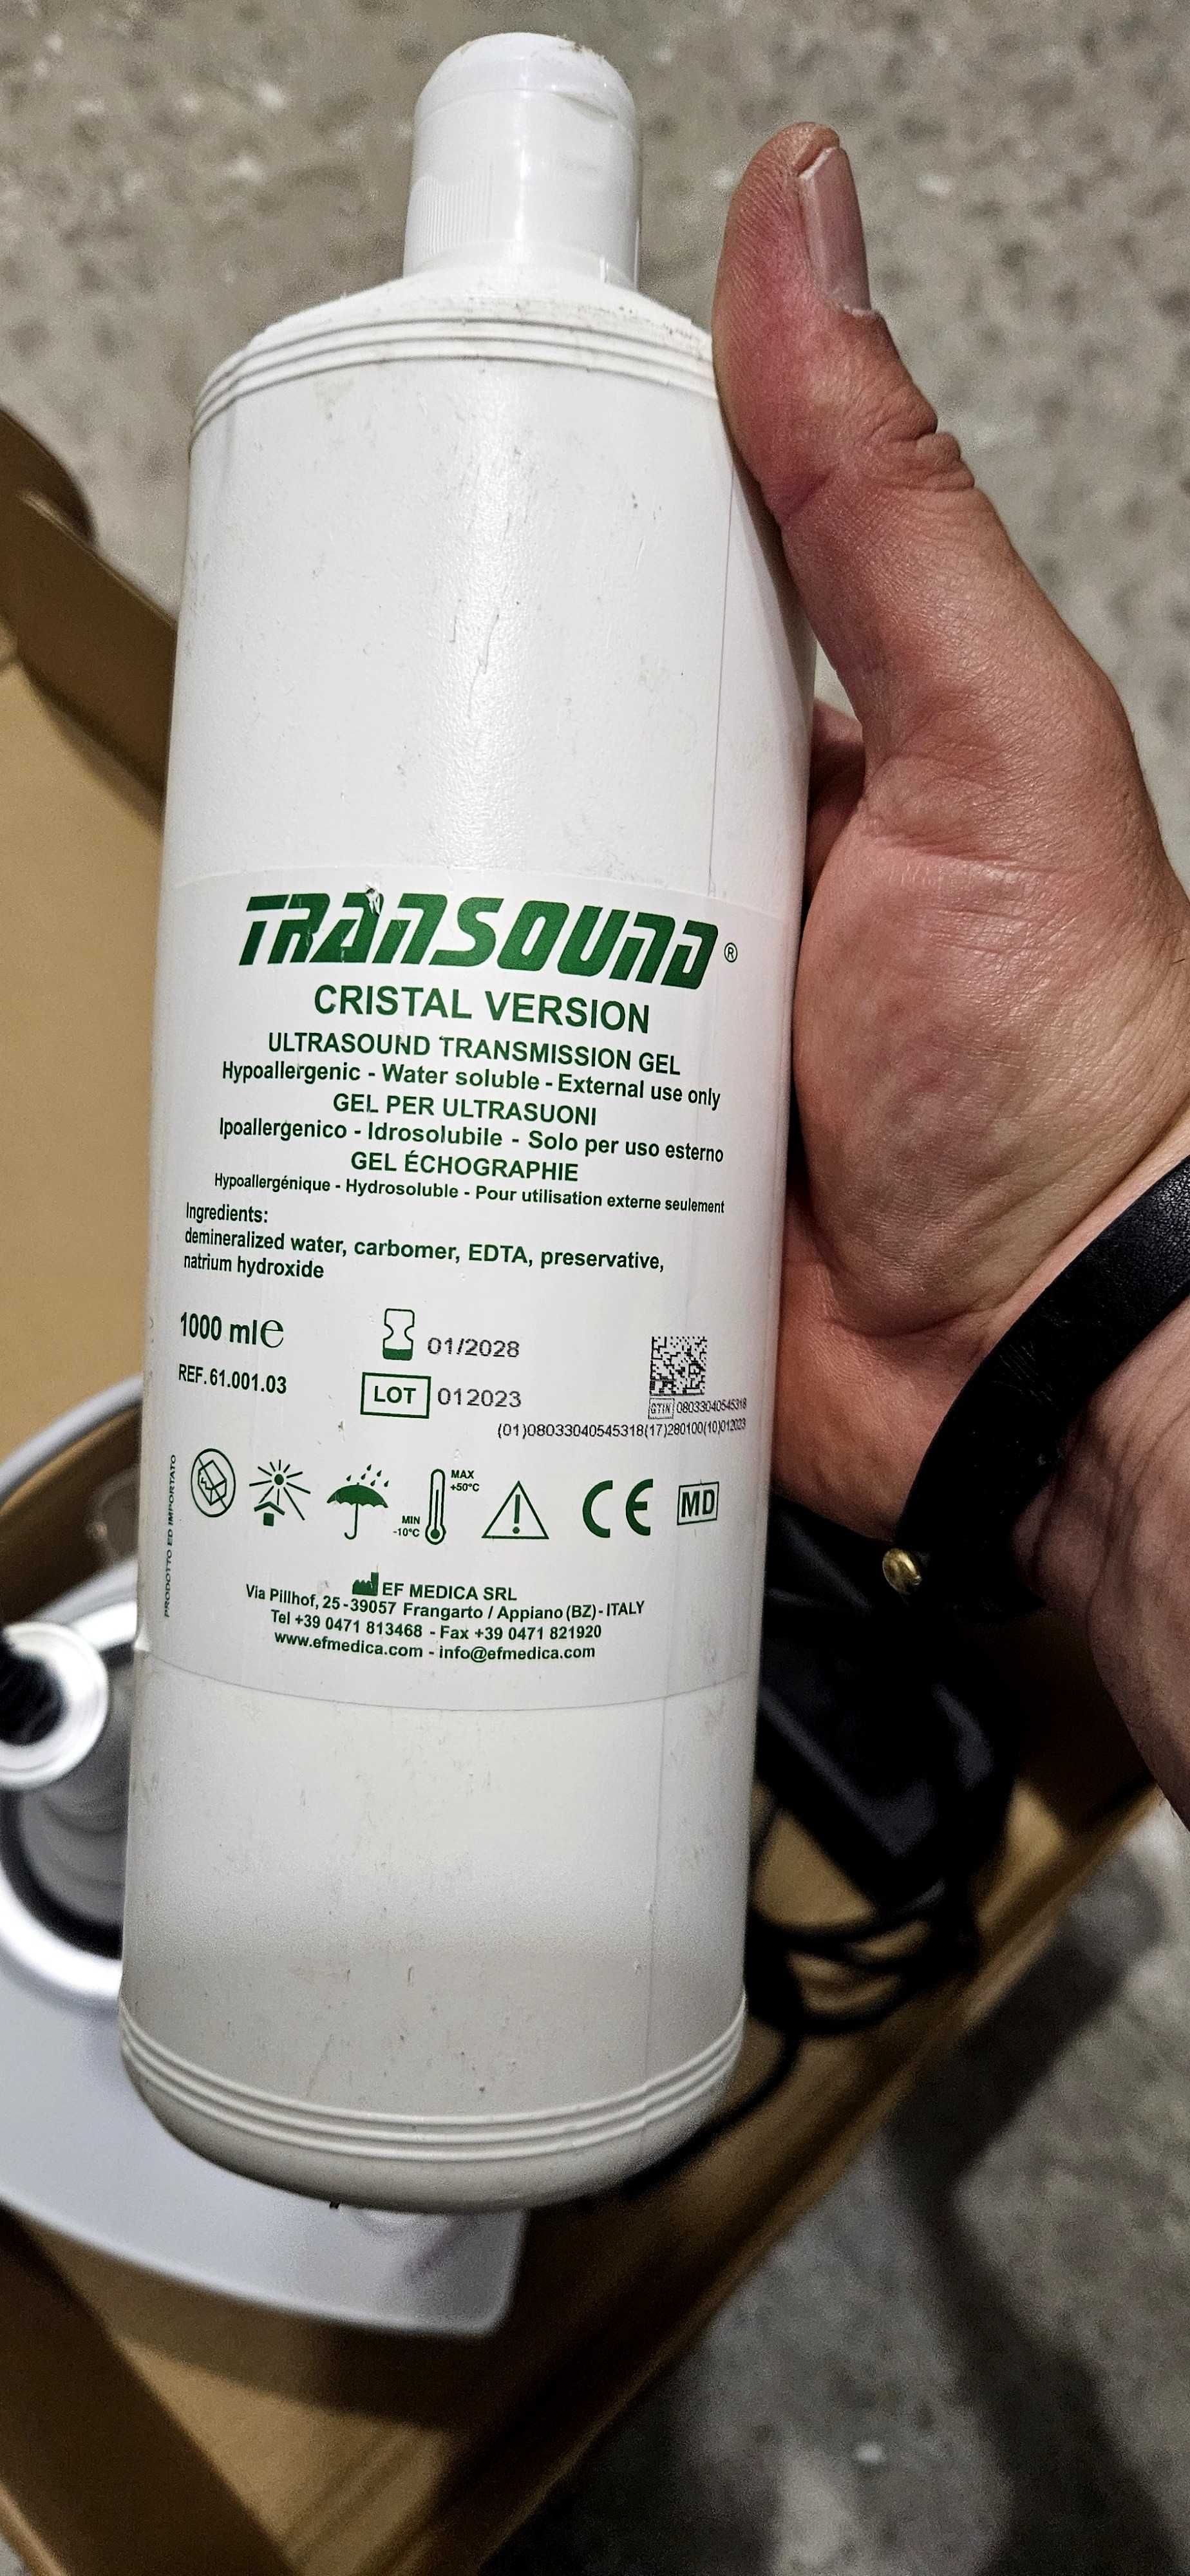 TRANSOUND®
CRISTAL VERSION
ULTRASOUND TRANSMISSION GEL
Hypoallergenic - Water soluble - External use only
GEL PER ULTRASUONI
Ipoallergenico - Idrosolubile - Solo per uso esterno
GEL ÉCHOGRAPHIE
Hypoallergénique - Hydrosoluble - Pour utilisation externe seulement
Ingredients:
demineralized water, carbomer, EDTA, preservative,
natrium hydroxide
1000 ml℮
01/2028
REF. 61.001.03
LOT 012023
GTIN 08033040545318
(01)08033040545318(17)280100(10)012023
PRODOTTO ED IMPORTATO
MAX
+50°C
MIN
-10°C
CE
MD
EF MEDICA SRL
Via Pillhof, 25 - 39057 Frangarto / Appiano (BZ) - ITALY
Tel +39 0471 813468 - Fax +39 0471 821920
www.efmedica.com - info@efmedica.com